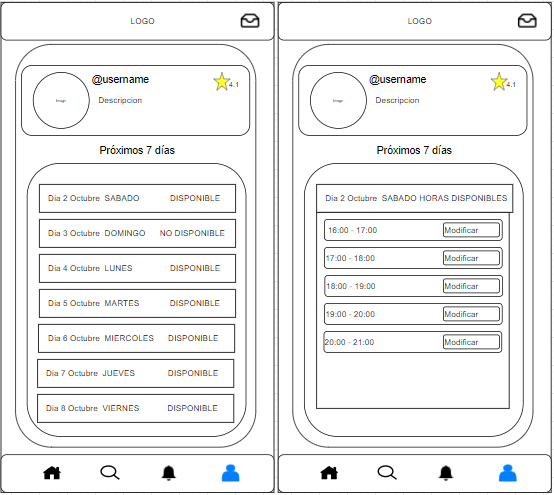 LOGO
@username
4.1
Image
Descripcion
Próximos 7 días
Dia 2 Octubre SABADO DISPONIBLE
Dia 3 Octubre DOMINGO NO DISPONIBLE
Dia 4 Octubre LUNES DISPONIBLE
Dia 5 Octubre MARTES DISPONIBLE
Dia 6 Octubre MIERCOLES DISPONIBLE
Dia 7 Octubre JUEVES DISPONIBLE
Dia 8 Octubre VIERNES DISPONIBLE
LOGO
@username
4.1
Image
Descripcion
Próximos 7 días
Dia 2 Octubre SABADO HORAS DISPONIBLES
16:00 - 17:00 Modificar
17:00 - 18:00 Modificar
18:00 - 19:00 Modificar
19:00 - 20:00 Modificar
20:00 - 21:00 Modificar